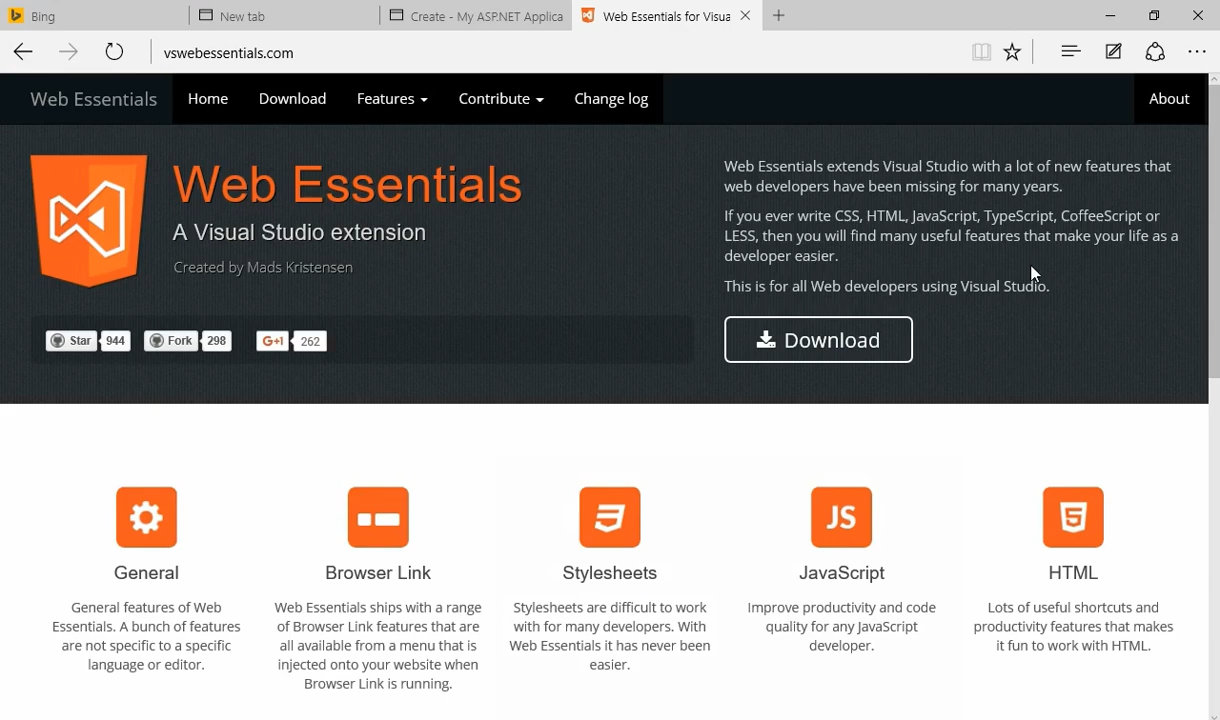 Bing
New tab
Create - My ASP.NET Applica
Web Essentials for Visua
vswebessentials.com
Web Essentials
Home
Download
Features
Contribute
Change log
About
Web Essentials
A Visual Studio extension
Created by Mads Kristensen
Web Essentials extends Visual Studio with a lot of new features that
web developers have been missing for many years.
If you ever write CSS, HTML, JavaScript, TypeScript, CoffeeScript or
LESS, then you will find many useful features that make your life as a
developer easier.
This is for all Web developers using Visual Studio.
Star 944
Fork 298
G+1 262
Download
JS
General
General features of Web
Essentials. A bunch of features
are not specific to a specific
language or editor.
Browser Link
Web Essentials ships with a range
of Browser Link features that are
all available from a menu that is
injected onto your website when
Browser Link is running.
Stylesheets
Stylesheets are difficult to work
with for many developers. With
Web Essentials it has never been
easier.
JavaScript
Improve productivity and code
quality for any JavaScript
developer.
HTML
Lots of useful shortcuts and
productivity features that makes
it fun to work with HTML.